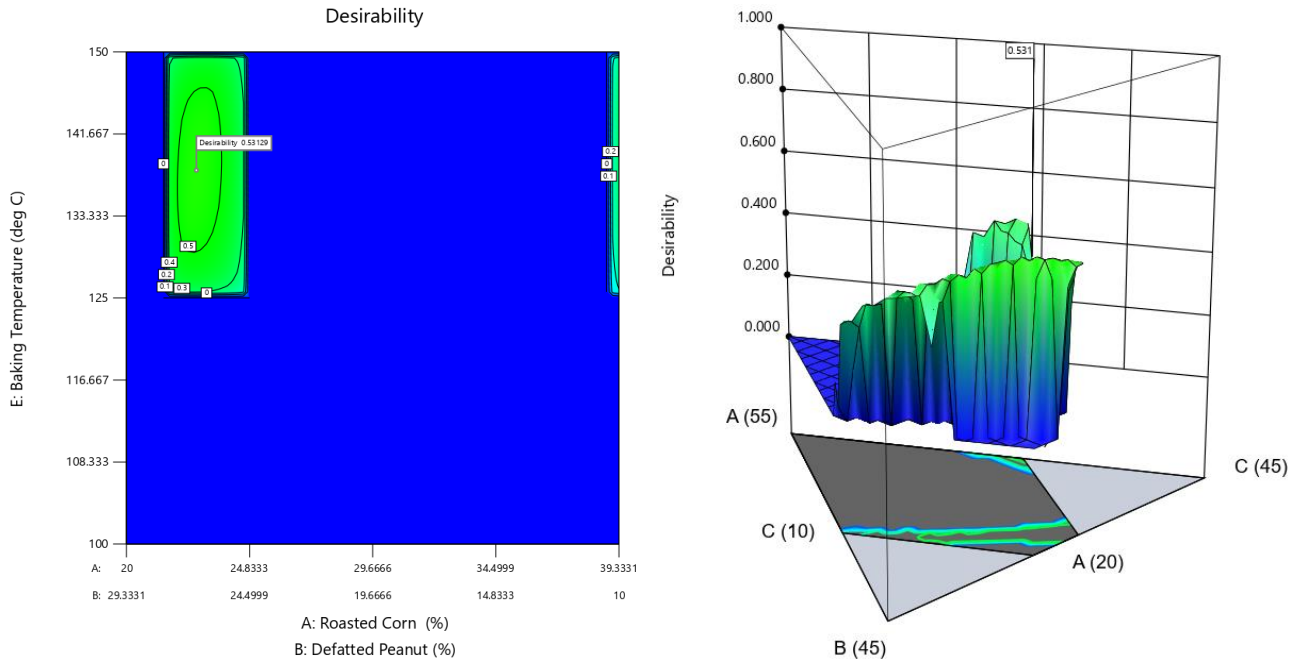 Desirability
E: Baking Temperature (deg C)
150
141.667
133.333
125
116.667
108.333
100
Desirability 0.53129
0
0.5
0.4
0.2
0.1
0.3
0
0.2
0
0.1
A: 20 24.8333 29.6666 34.4999 39.3331
B: 29.3331 24.4999 19.6666 14.8333 10
A: Roasted Corn (%)
B: Defatted Peanut (%)
Desirability
1.000
0.800
0.600
0.400
0.200
0.000
0.531
A (55)
C (45)
C (10)
A (20)
B (45)